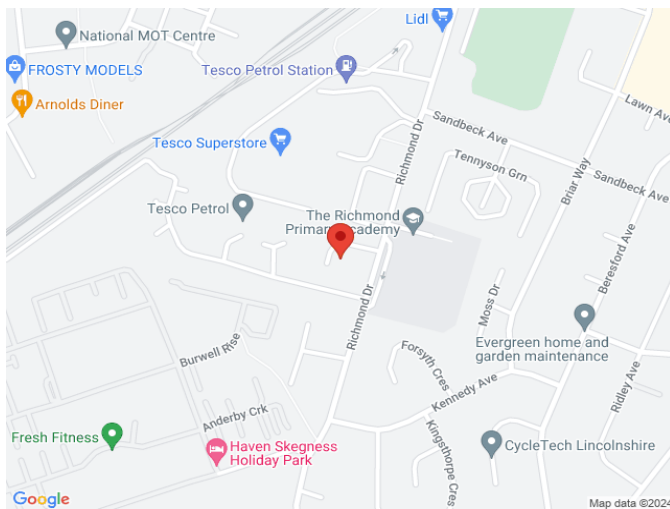 Lidl
National MOT Centre
FROSTY MODELS
Tesco Petrol Station
Arnolds Diner
Lawn Ave
Sandbeck Ave
Richmond Dr
Tesco Superstore
Tennyson Grn
Briar Way
Sandbeck Ave
Tesco Petrol
The Richmond
Primary Academy
Beresford Ave
Moss Dr
Richmond Dr
Evergreen home and
garden maintenance
Burwell Rise
Forsyth Cres
Ridley Ave
Kennedy Ave
Anderby Crk
Fresh Fitness
Haven Skegness
Holiday Park
Kingsthorpe Cres
CycleTech Lincolnshire
Google
Map data ©2024